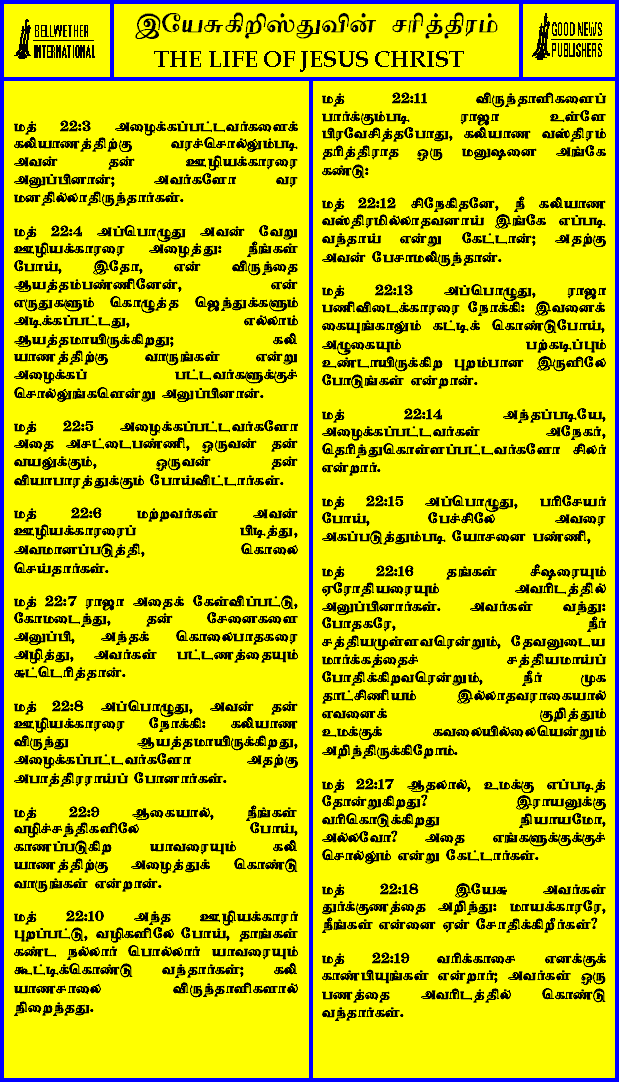 BELLWETHER
INTERNATIONAL
இயேசுகிறிஸ்துவின் சரித்திரம்
THE LIFE OF JESUS CHRIST
GOOD NEWS
PUBLISHERS
மத் 22:3 அழைக்கப்பட்டவர்களைக்
கலியாணத்திற்கு வரச்சொல்லும்படி
அவன் தன் ஊழியக்காரரை
அனுப்பினான்; அவர்களோ வர
மனதில்லாதிருந்தார்கள்.
மத் 22:4 அப்பொழுது அவன் வேறு
ஊழியக்காரரை அழைத்து: நீங்கள்
போய், இதோ, என் விருந்தை
ஆயத்தம்பண்ணினேன், என்
எருதுகளும் கொழுத்த ஜெந்துக்களும்
அடிக்கப்பட்டது, எல்லாம்
ஆயத்தமாயிருக்கிறது; கலி
யாணத்திற்கு வாருங்கள் என்று
அழைக்கப் பட்டவர்களுக்குச்
சொல்லுங்களென்று அனுப்பினான்.
மத் 22:5 அழைக்கப்பட்டவர்களோ
அதை அசட்டைபண்ணி, ஒருவன் தன்
வயலுக்கும், ஒருவன் தன்
வியாபாரத்துக்கும் போய்விட்டார்கள்.
மத் 22:6 மற்றவர்கள் அவன்
ஊழியக்காரரைப் பிடித்து,
அவமானப்படுத்தி, கொலை
செய்தார்கள்.
மத் 22:7 ராஜா அதைக் கேள்விப்பட்டு,
கோமடைந்து, தன் சேனைகளை
அனுப்பி, அந்தக் கொலைபாதகரை
அழித்து, அவர்கள் பட்டணத்தையும்
சுட்டெரித்தான்.
மத் 22:8 அப்பொழுது, அவன் தன்
ஊழியக்காரரை நோக்கி: கலியாண
விருந்து ஆயத்தமாயிருக்கிறது,
அழைக்கப்பட்டவர்களோ அதற்கு
அபாத்திரராய்ப் போனார்கள்.
மத் 22:9 ஆகையால், நீங்கள்
வழிச்சந்திகளிலே போய்,
காணப்படுகிற யாவரையும் கலி
யாணத்திற்கு அழைத்துக் கொண்டு
வாருங்கள் என்றான்.
மத் 22:10 அந்த ஊழியக்காரர்
புறப்பட்டு, வழிகளிலே போய், தாங்கள்
கண்ட நல்லார் பொல்லார் யாவரையும்
கூட்டிக்கொண்டு வந்தார்கள்; கலி
யாணசாலை விருந்தாளிகளால்
நிறைந்தது.
மத் 22:11 விருந்தாளிகளைப்
பார்க்கும்படி ராஜா உள்ளே
பிரவேசித்தபோது, கலியாண வஸ்திரம்
தரித்திராத ஒரு மனுஷனை அங்கே
கண்டு:
மத் 22:12 சிநேகிதனே, நீ கலியாண
வஸ்திரமில்லாதவனாய் இங்கே எப்படி
வந்தாய் என்று கேட்டான்; அதற்கு
அவன் பேசாமலிருந்தான்.
மத் 22:13 அப்பொழுது, ராஜா
பணிவிடைக்காரரை நோக்கி: இவனைக்
கையுங்காலும் கட்டிக் கொண்டுபோய்,
அழுகையும் பற்கடிப்பும்
உண்டாயிருக்கிற புறம்பான இருளிலே
போடுங்கள் என்றான்.
மத் 22:14 அந்தப்படியே,
அழைக்கப்பட்டவர்கள் அநேகர்,
தெரிந்துகொள்ளப்பட்டவர்களோ சிலர்
என்றார்.
மத் 22:15 அப்பொழுது, பரிசேயர்
போய், பேச்சிலே அவரை
அகப்படுத்தும்படி யோசனை பண்ணி,
மத் 22:16 தங்கள் சீஷரையும்
ஏரோதியரையும் அவரிடத்தில்
அனுப்பினார்கள். அவர்கள் வந்து:
போதகரே, நீர்
சத்தியமுள்ளவரென்றும், தேவனுடைய
மார்க்கத்தைச் சத்தியமாய்ப்
போதிக்கிறவரென்றும், நீர் முக
தாட்சிணியம் இல்லாதவராகையால்
எவனைக் குறித்தும்
உமக்குக் கவலையில்லையென்றும்
அறிந்திருக்கிறோம்.
மத் 22:17 ஆதலால், உமக்கு எப்படித்
தோன்றுகிறது? இராயனுக்கு
வரிகொடுக்கிறது நியாயமோ,
அல்லவோ? அதை எங்களுக்குக்குச்
சொல்லும் என்று கேட்டார்கள்.
மத் 22:18 இயேசு அவர்கள்
துர்க்குணத்தை அறிந்து: மாயக்காரரே,
நீங்கள் என்னை ஏன் சோதிக்கிறீர்கள்?
மத் 22:19 வரிக்காசை எனக்குக்
காண்பியுங்கள் என்றார்; அவர்கள் ஒரு
பணத்தை அவரிடத்தில் கொண்டு
வந்தார்கள்.